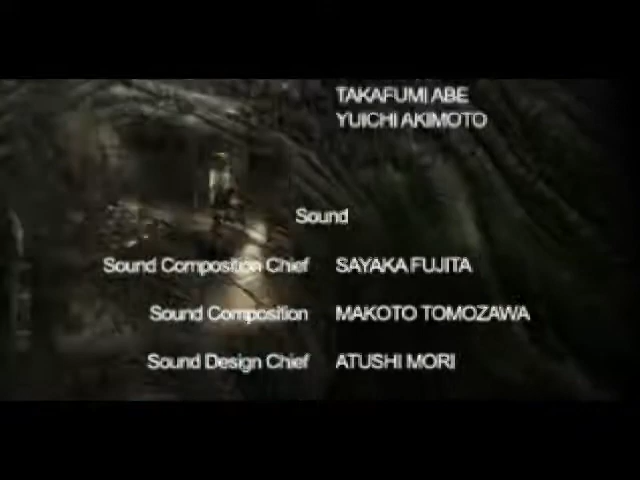 TAKAFUMI ABE
YUICHI AKIMOTO
Sound
Sound Composition Chief SAYAKA FUJITA
Sound Composition MAKOTO TOMOZAWA
Sound Design Chief ATUSHI MORI